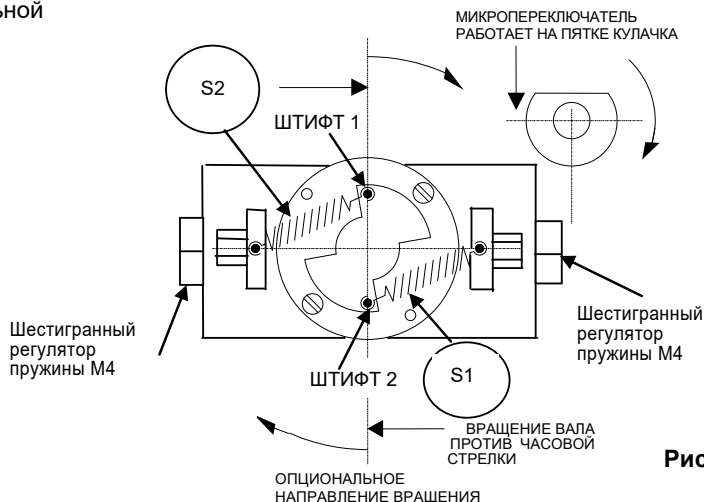 ьной
МИКРОПЕРЕКЛЮЧАТЕЛЬ
РАБОТАЕТ НА ПЯТКЕ КУЛАЧКА
S2
ШТИФТ 1
Шестигранный
регулятор
пружины М4
Шестигранный
регулятор
пружины М4
ШТИФТ 2
S1
ВРАЩЕНИЕ ВАЛА
ПРОТИВ ЧАСОВОЙ
СТРЕЛКИ
Рис
ОПЦИОНАЛЬНОЕ
НАПРАВЛЕНИЕ ВРАЩЕНИЯ